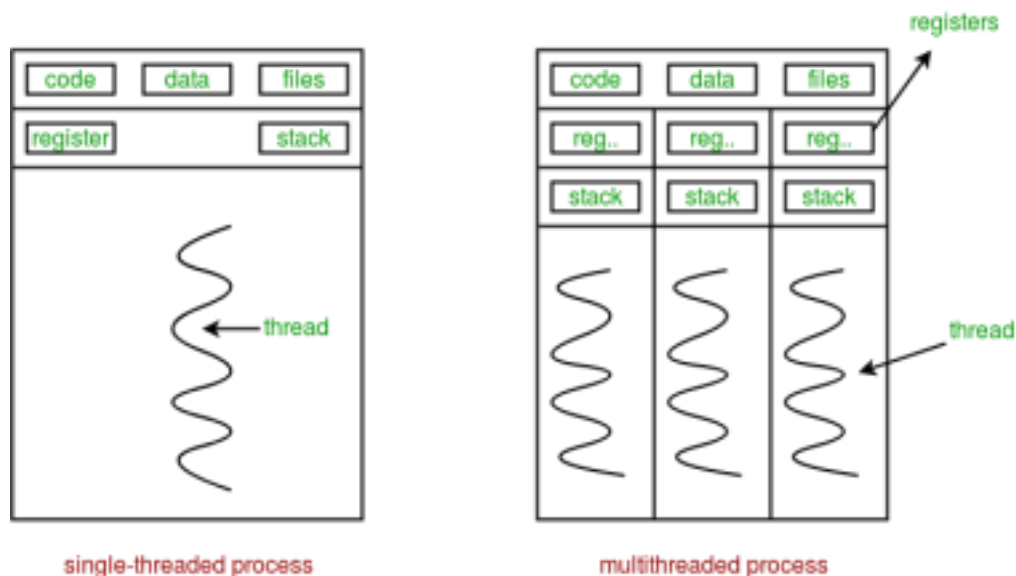 registers
code data files
register stack
thread
single-threaded process
code data files
reg.. reg.. reg..
stack stack stack
thread
multithreaded process